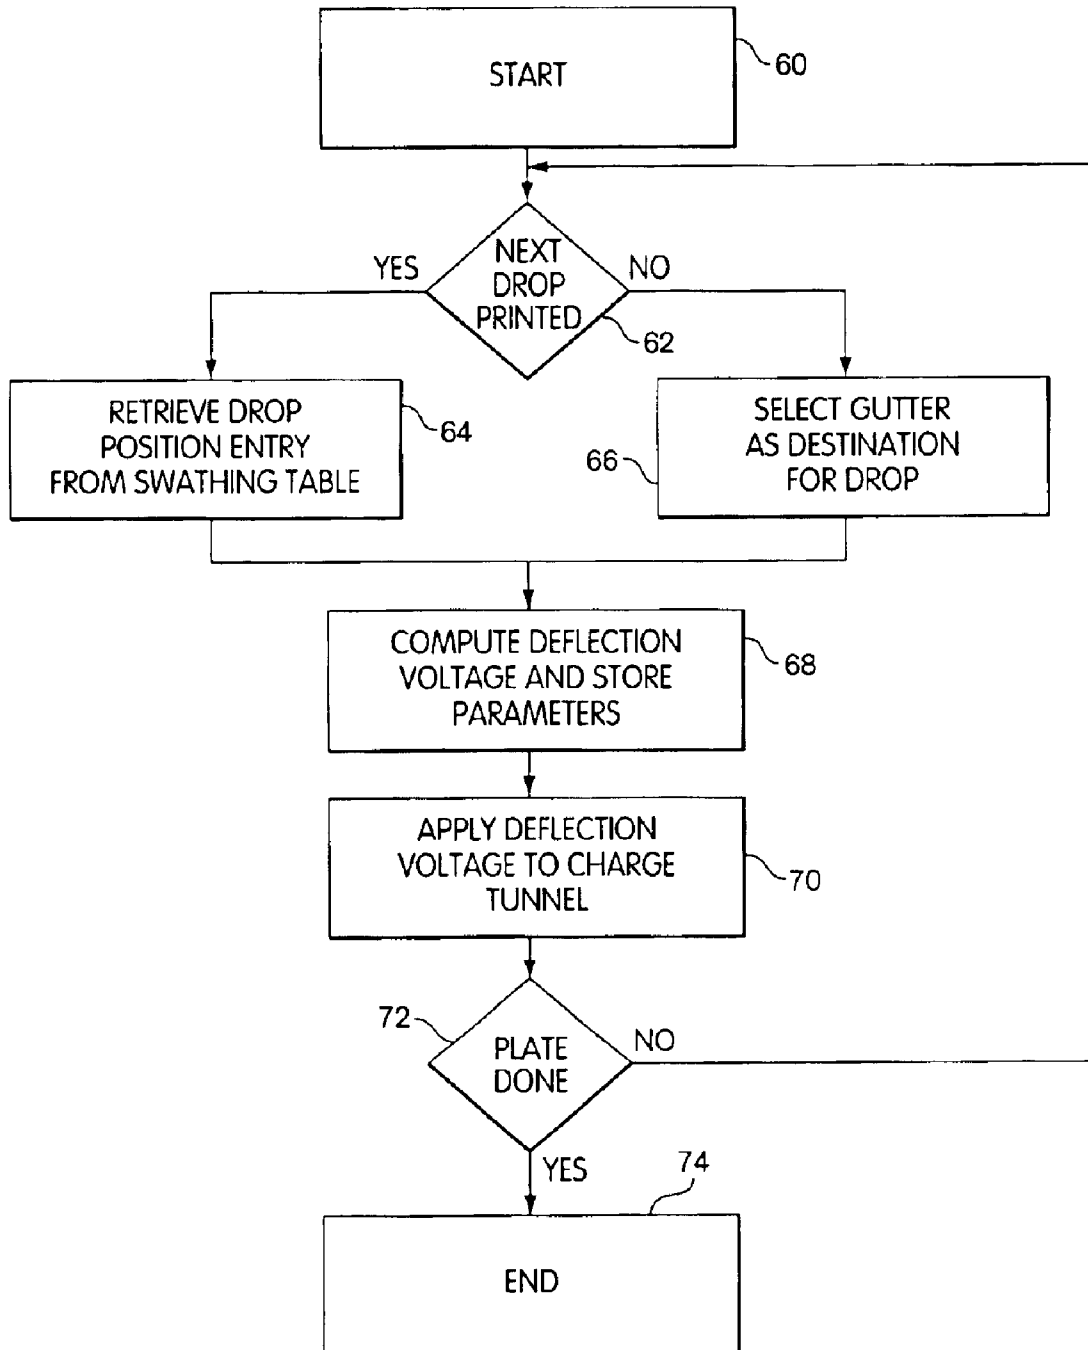 START
60
NEXT
DROP
PRINTED
YES
NO
62
RETRIEVE DROP
POSITION ENTRY
FROM SWATHING TABLE
64
SELECT GUTTER
AS DESTINATION
FOR DROP
66
COMPUTE DEFLECTION
VOLTAGE AND STORE
PARAMETERS
68
APPLY DEFLECTION
VOLTAGE TO CHARGE
TUNNEL
70
72
PLATE
DONE
NO
YES
74
END